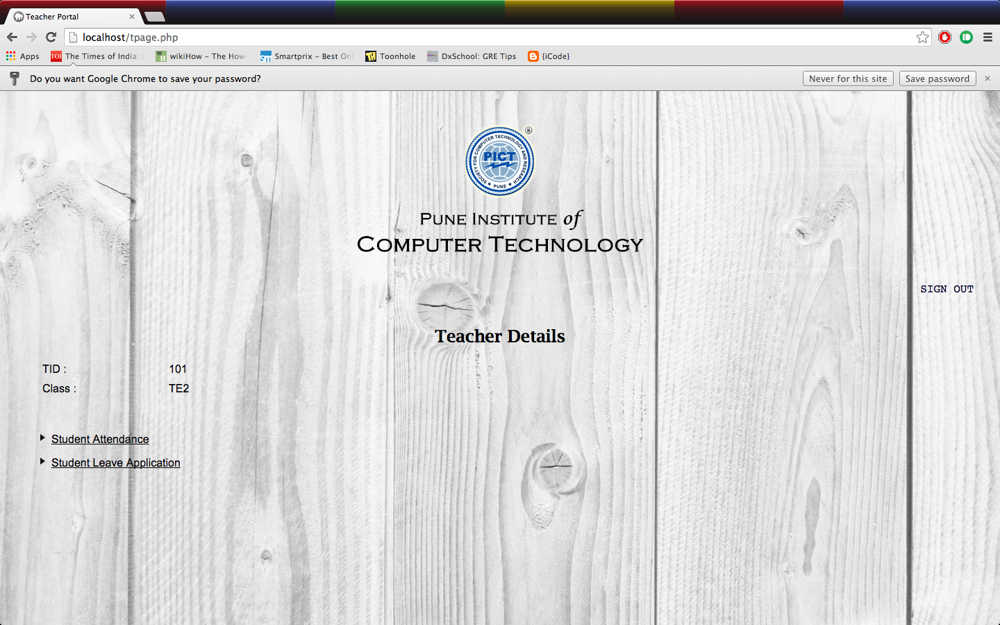 Teacher Portal
localhost/tpage.php
Apps
TOI
The Times of India:
WH
wikiHow – The How-
Smartprix – Best Onl
Toonhole
DxSchool: GRE Tips
{iCode}
Do you want Google Chrome to save your password?
Never for this site
Save password
®
SOCIETY FOR COMPUTER TECHNOLOGY AND RESEARCH
PICT
★ PUNE ★
PUNE INSTITUTE of
COMPUTER TECHNOLOGY
SIGN OUT
Teacher Details
TID : 101
Class : TE2
Student Attendance
Student Leave Application